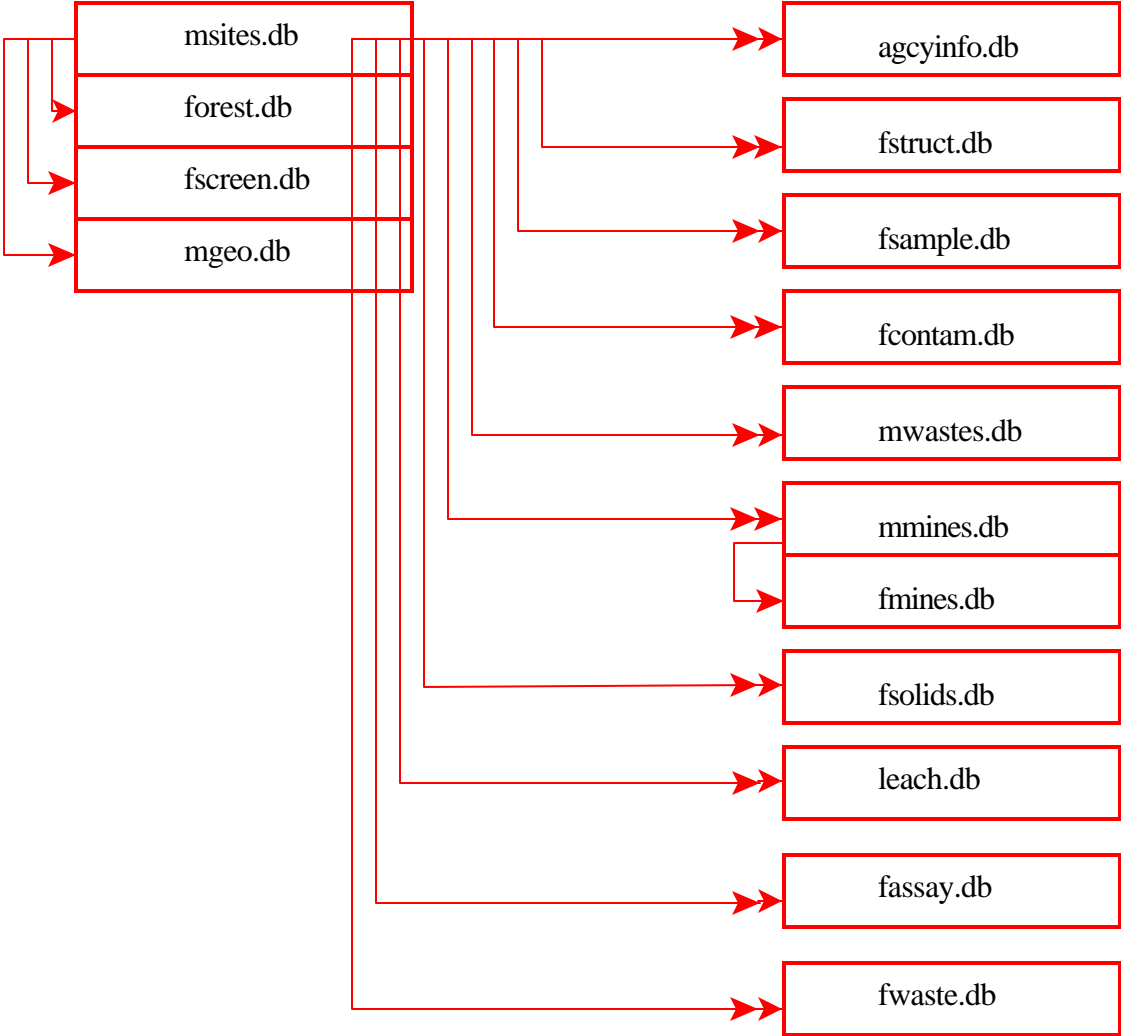 msites.db
forest.db
fscreen.db
mgeo.db
agcyinfo.db
fstruct.db
fsample.db
fcontam.db
mwastes.db
mmines.db
fmines.db
fsolids.db
leach.db
fassay.db
fwaste.db